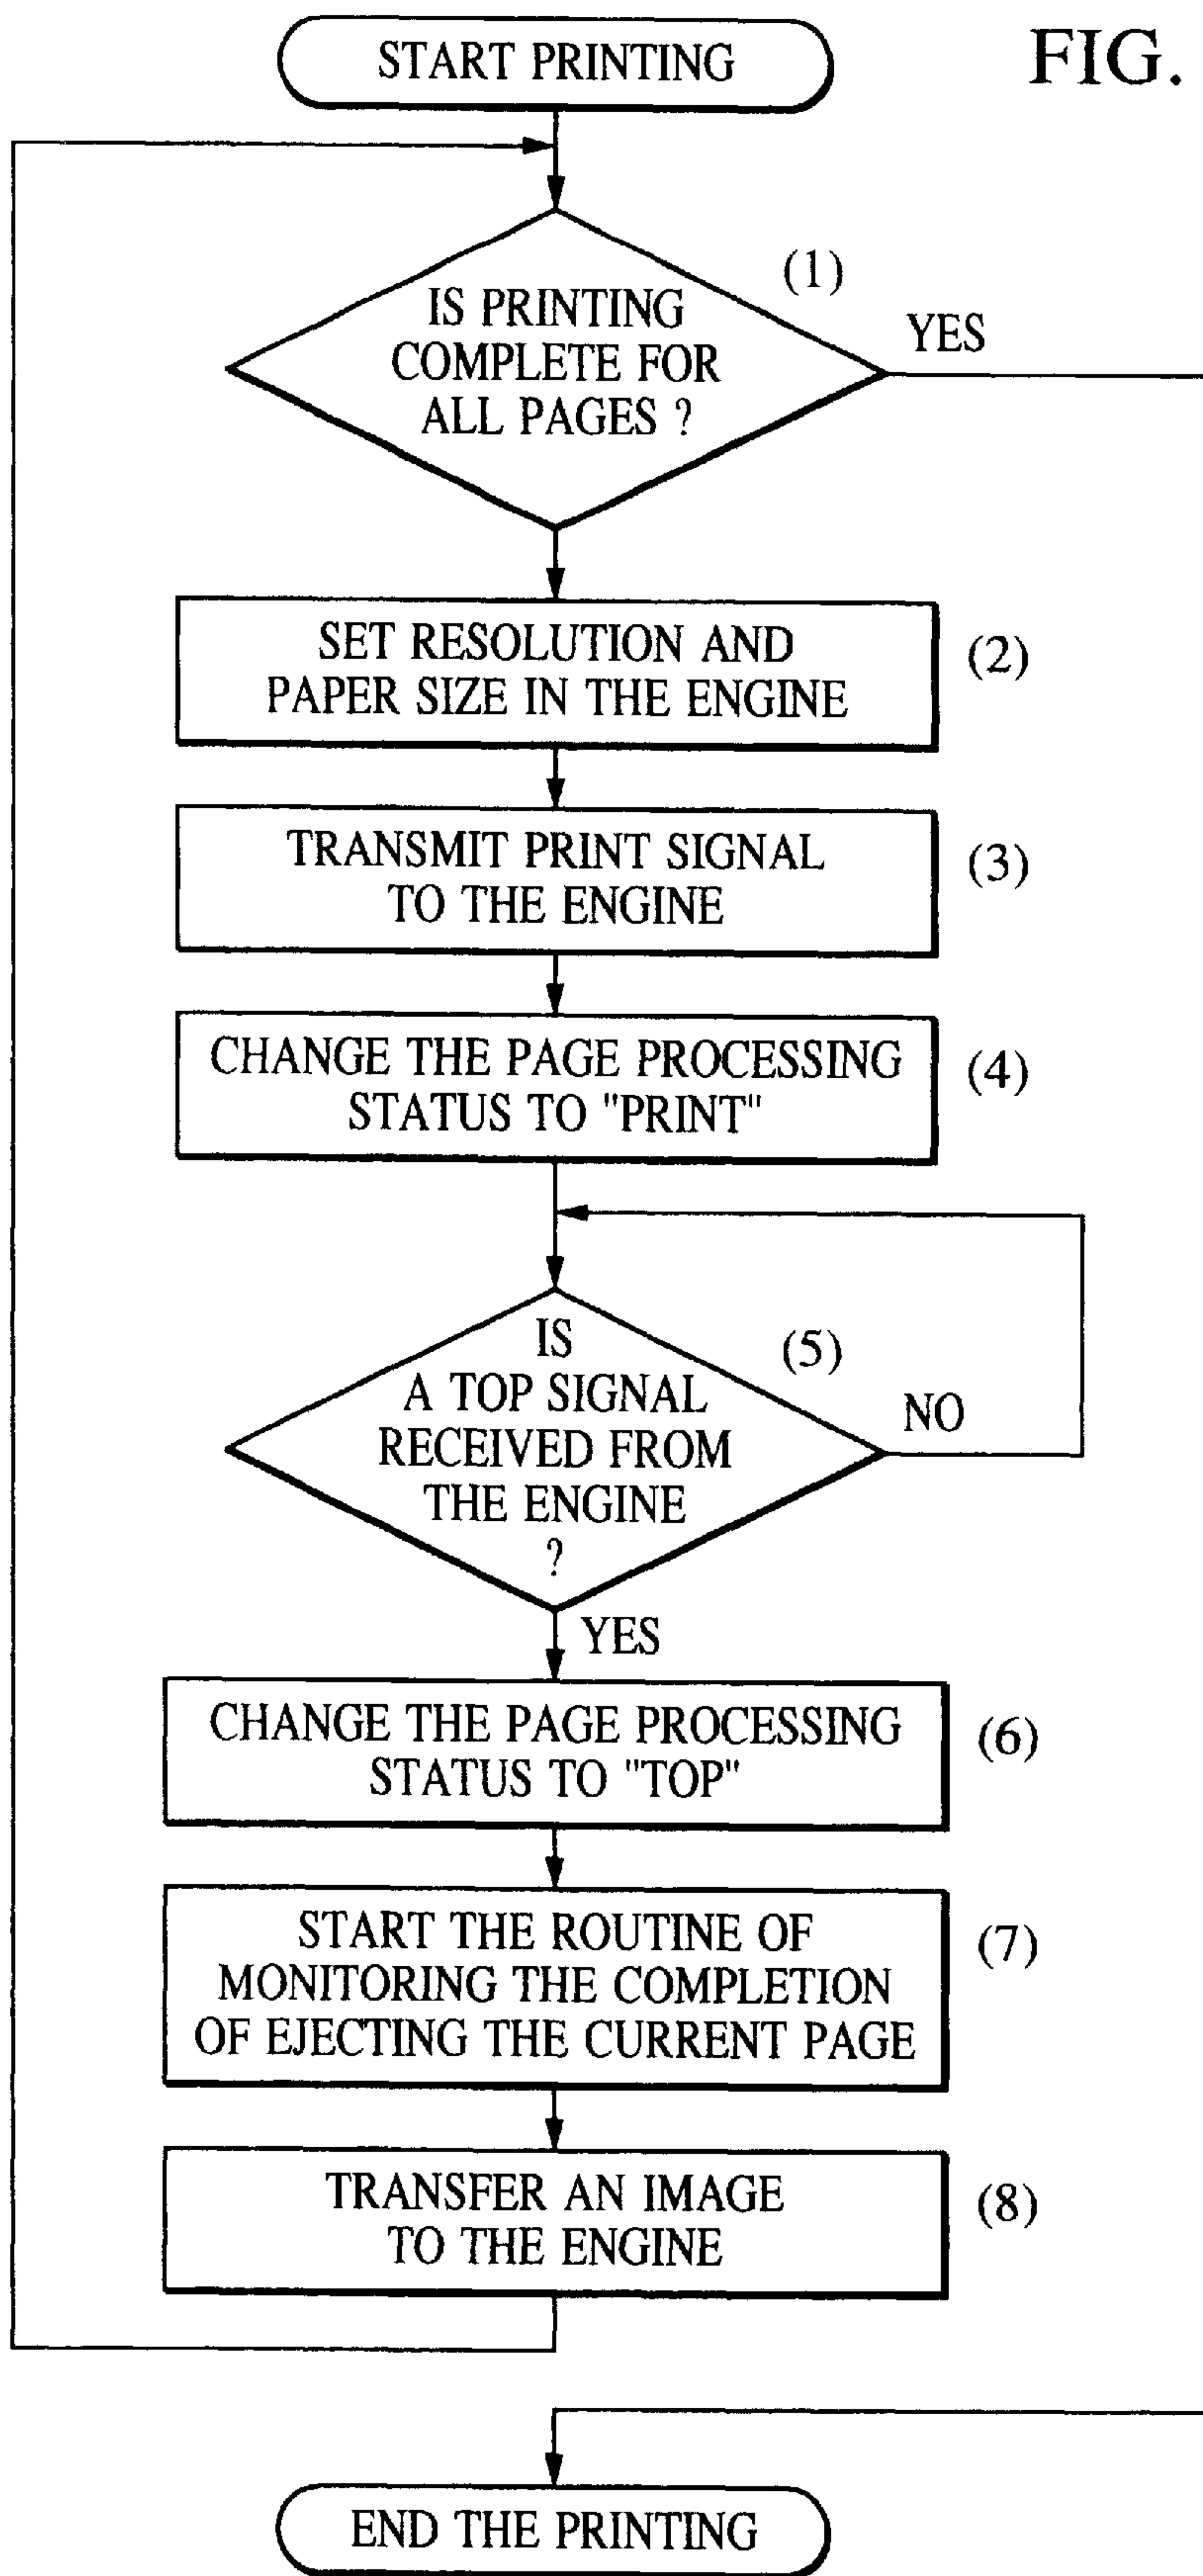 START PRINTING
FIG.
(1)
IS PRINTING
COMPLETE FOR
ALL PAGES ?
YES
SET RESOLUTION AND
PAPER SIZE IN THE ENGINE
(2)
TRANSMIT PRINT SIGNAL
TO THE ENGINE
(3)
CHANGE THE PAGE PROCESSING
STATUS TO "PRINT"
(4)
IS
A TOP SIGNAL
RECEIVED FROM
THE ENGINE
?
(5)
NO
YES
CHANGE THE PAGE PROCESSING
STATUS TO "TOP"
(6)
START THE ROUTINE OF
MONITORING THE COMPLETION
OF EJECTING THE CURRENT PAGE
(7)
TRANSFER AN IMAGE
TO THE ENGINE
(8)
END THE PRINTING